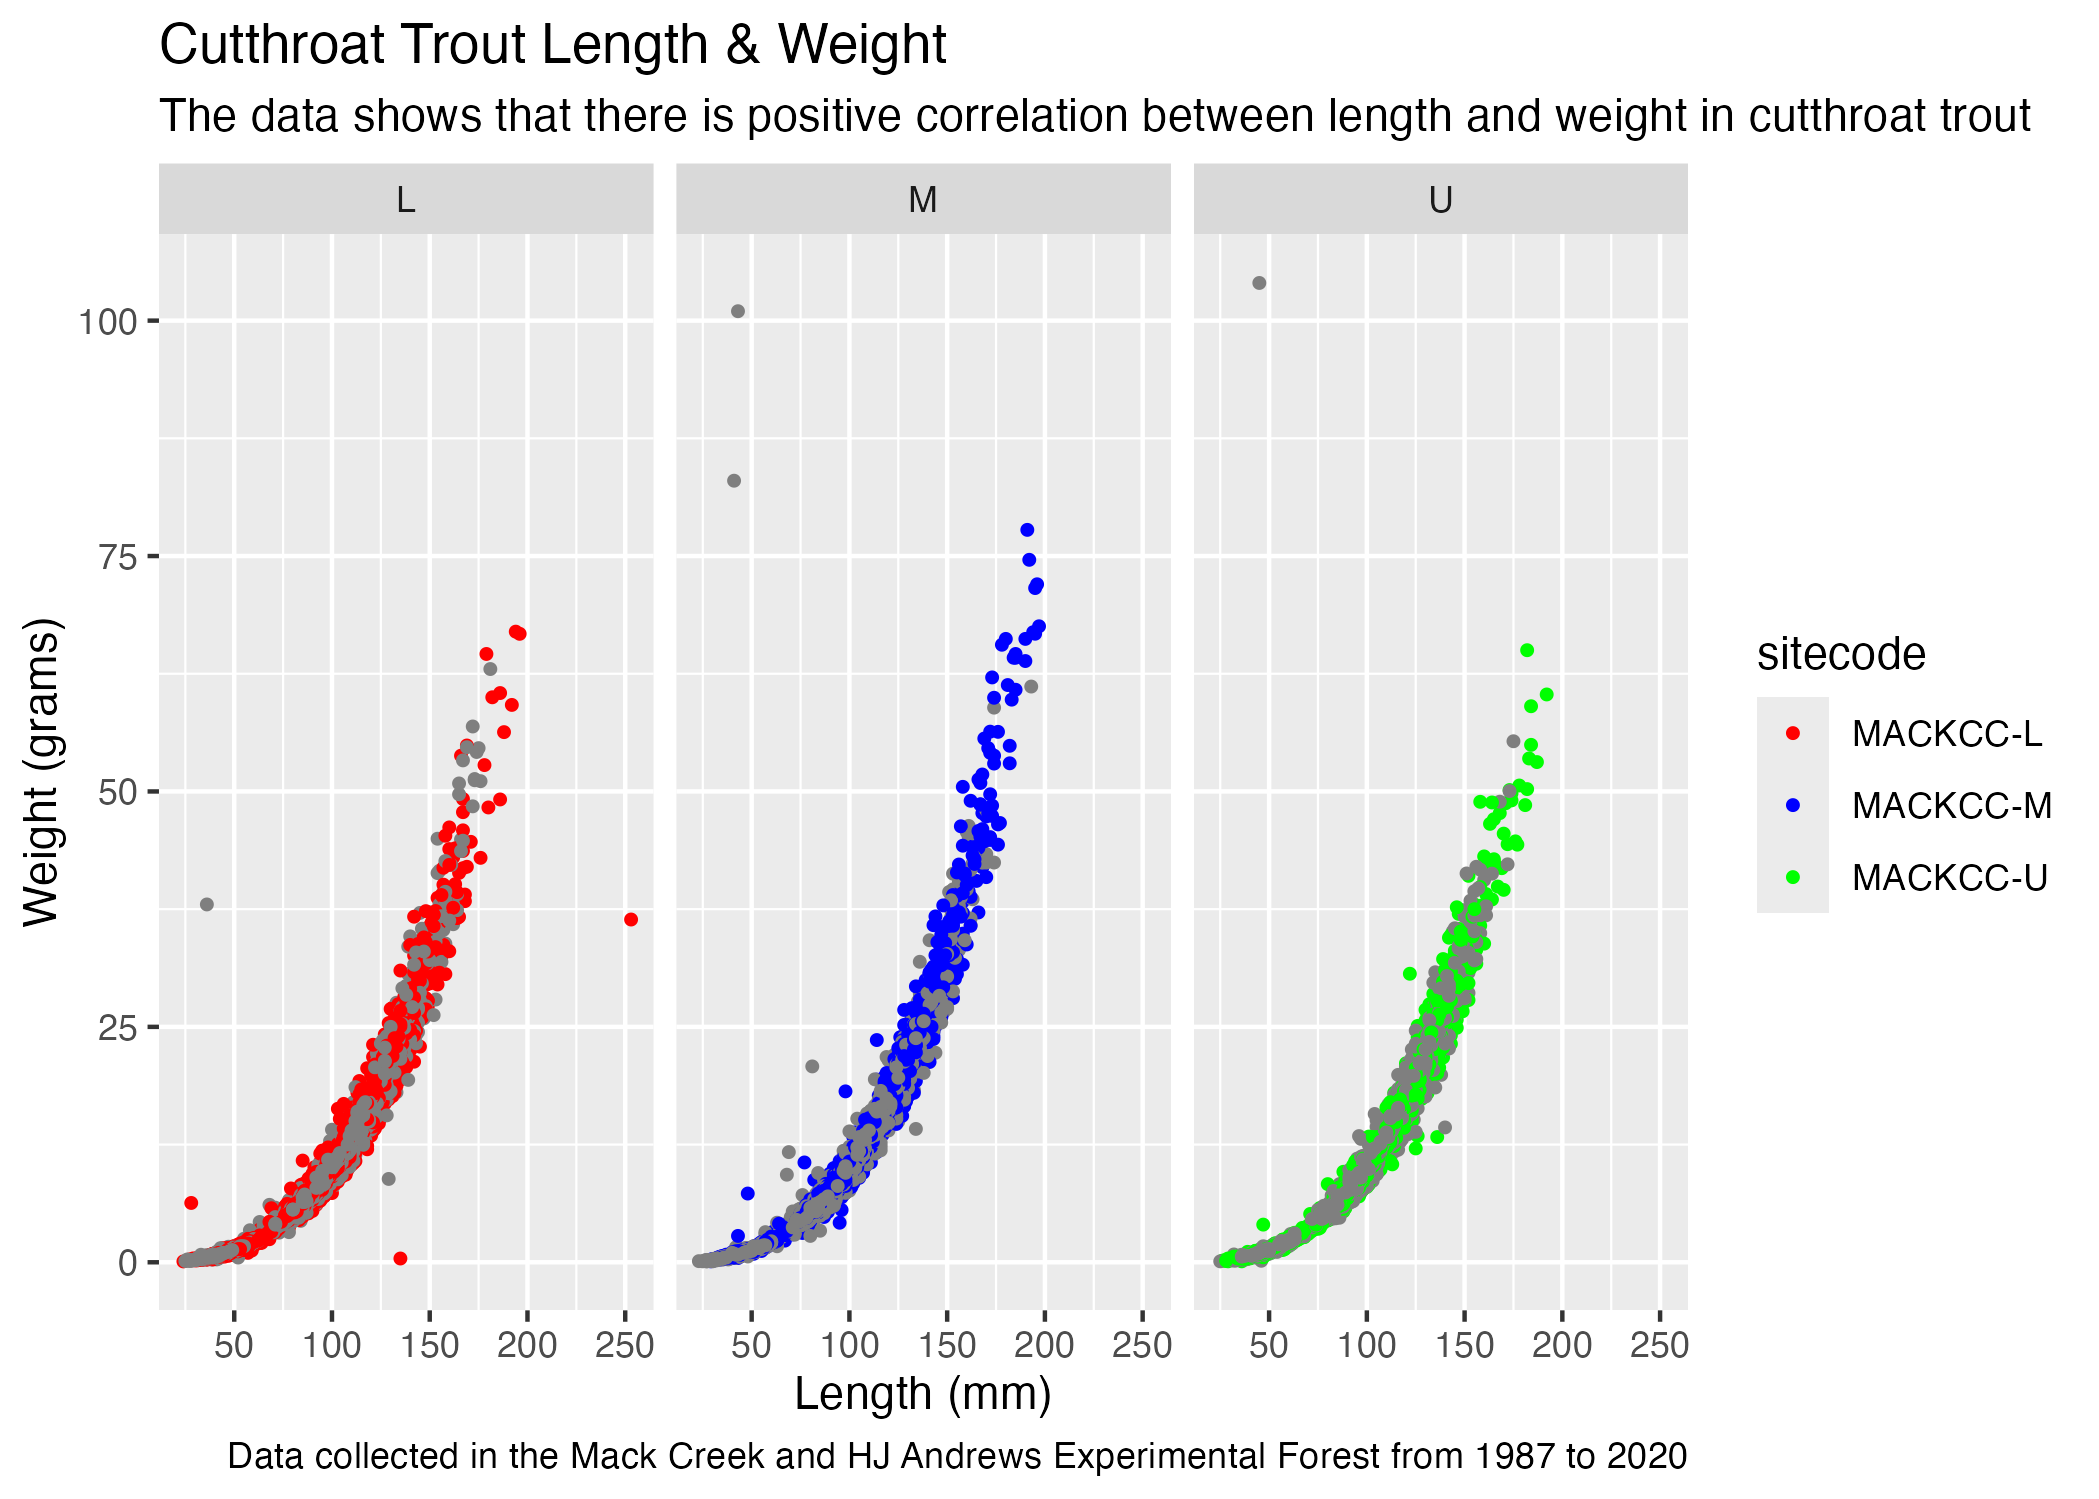 Cutthroat Trout Length & Weight
The data shows that there is positive correlation between length and weight in cutthroat trout
L M U
100
75
50
25
0
Weight (grams)
50 100 150 200 250 50 100 150 200 250 50 100 150 200 250
Length (mm)
sitecode
MACKCC-L
MACKCC-M
MACKCC-U
Data collected in the Mack Creek and HJ Andrews Experimental Forest from 1987 to 2020